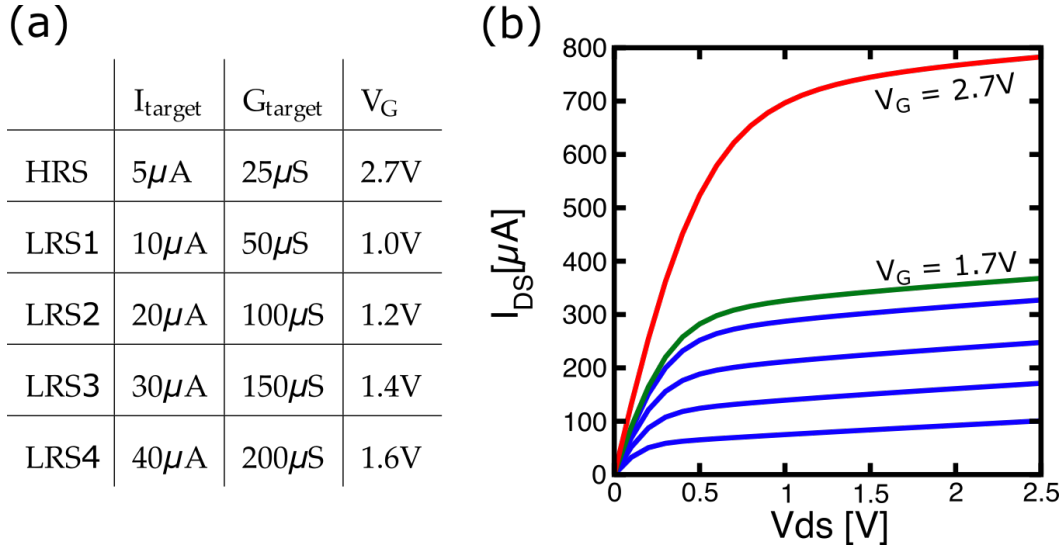 (a)
I_target G_target V_G
HRS 5µA 25µS 2.7V
LRS1 10µA 50µS 1.0V
LRS2 20µA 100µS 1.2V
LRS3 30µA 150µS 1.4V
LRS4 40µA 200µS 1.6V
(b)
800
700
600
500
400
300
200
100
0
I_DS[µA]
V_G = 2.7V
V_G = 1.7V
0 0.5 1 1.5 2 2.5
Vds [V]